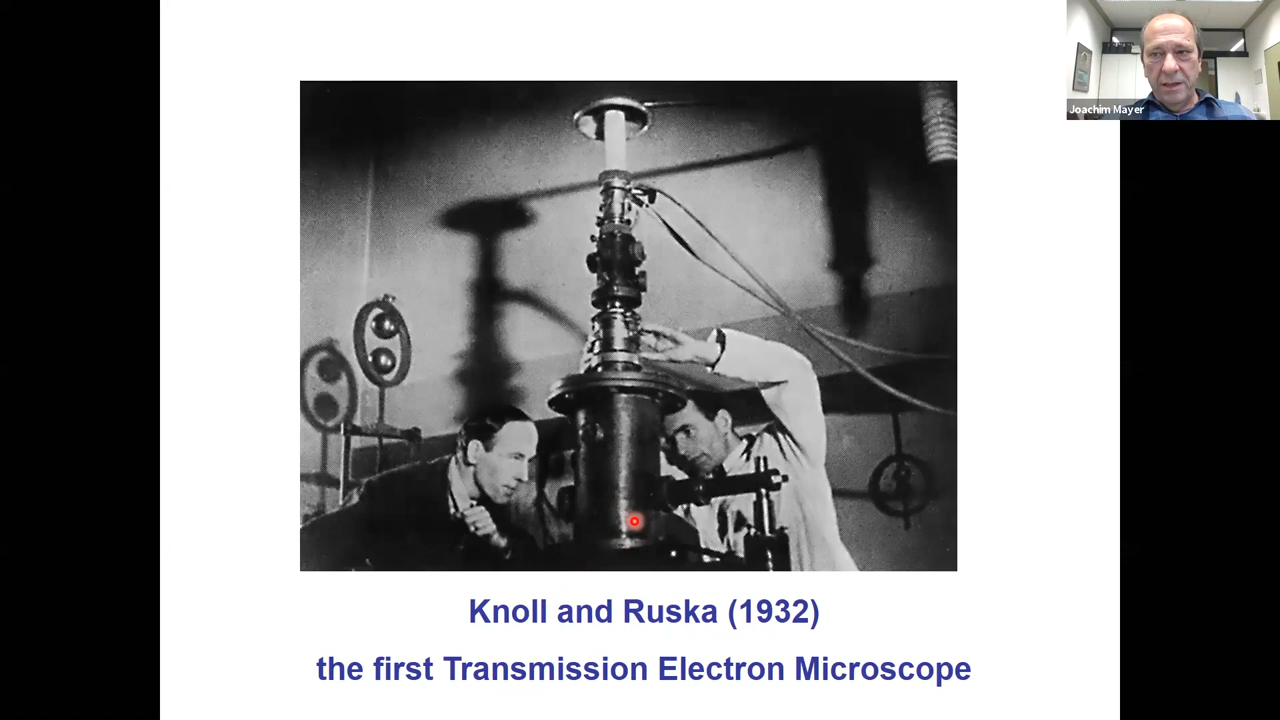 Joachim Mayer
Knoll and Ruska (1932)
the first Transmission Electron Microscope